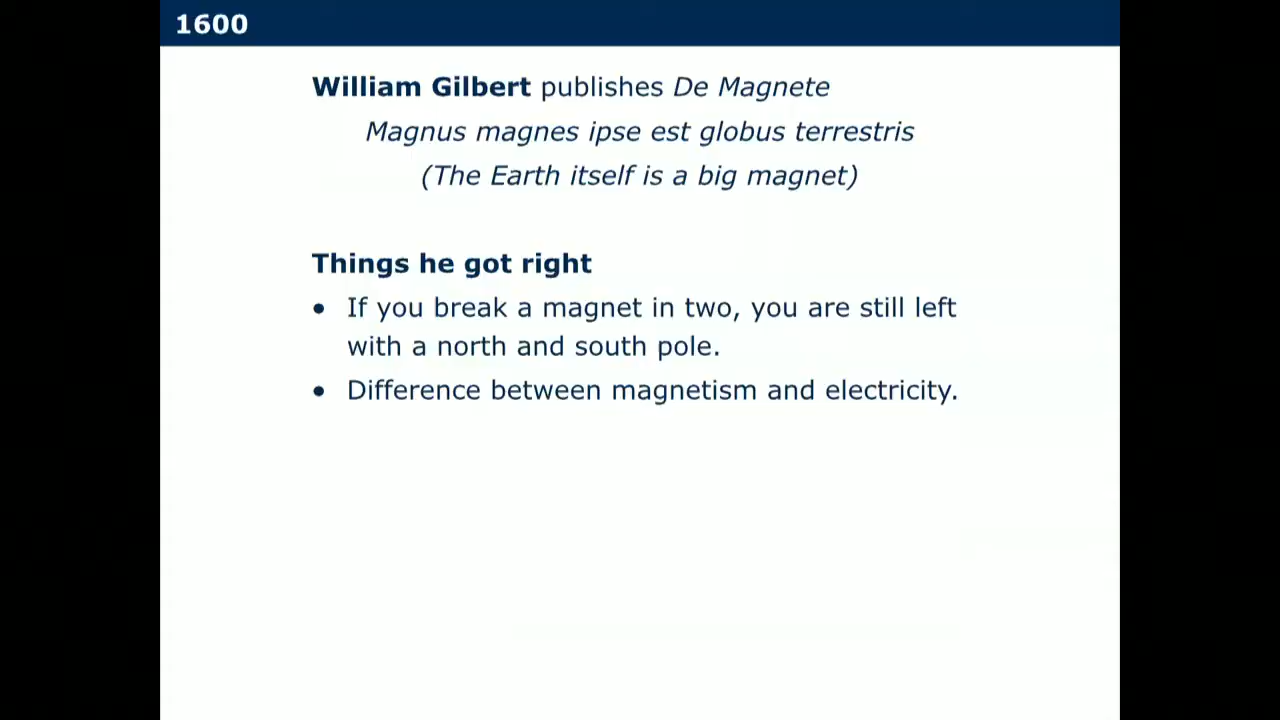 1600
William Gilbert publishes De Magnete
Magnus magnes ipse est globus terrestris
(The Earth itself is a big magnet)
Things he got right
• If you break a magnet in two, you are still left
with a north and south pole.
• Difference between magnetism and electricity.